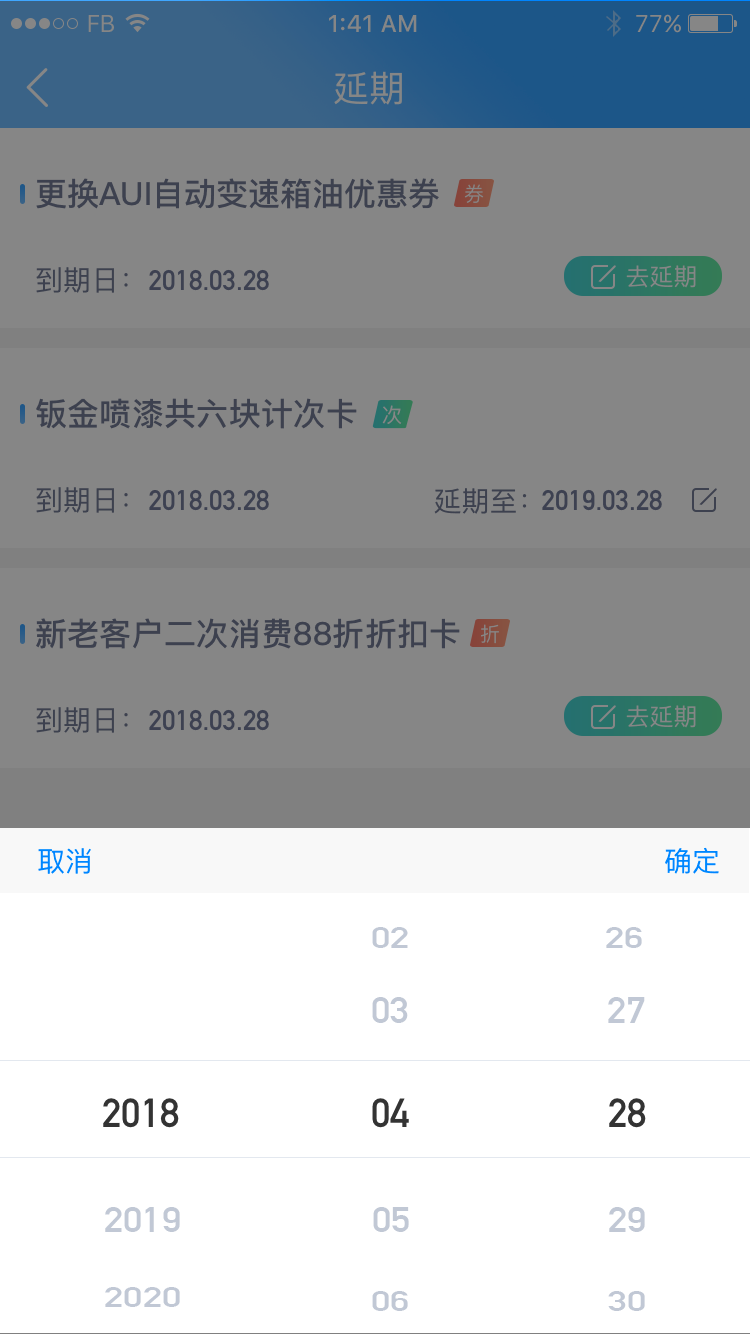 FB 1:41 AM 77%
延期
更换AUI自动变速箱油优惠券 券
到期日： 2018.03.28 去延期
钣金喷漆共六块计次卡 次
到期日： 2018.03.28 延期至：2019.03.28
新老客户二次消费88折折扣卡 折
到期日： 2018.03.28 去延期
取消 确定
02 26
03 27
2018 04 28
2019 05 29
2020 06 30